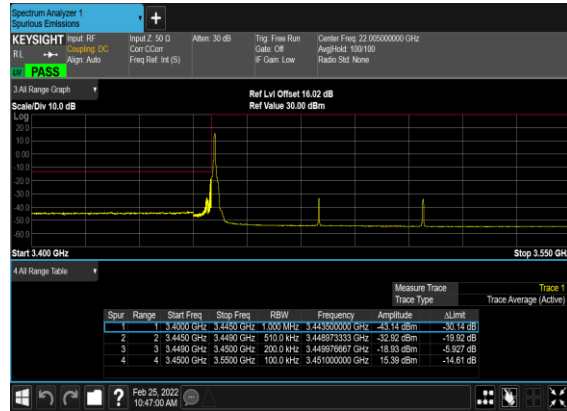 Spectrum Analyzer 1
Spurious Emissions
+
KEYSIGHT Input: RF Input Z: 50 Ω Atten: 30 dB Trig: Free Run Center Freq: 22.005000000 GHz
RL Coupling: DC Corr CCorr Gate: Off Avg|Hold: 100/100
Align: Auto Freq Ref: Int (S) IF Gain: Low Radio Std: None
LXI PASS
3 All Range Graph Ref Lvl Offset 16.02 dB
Scale/Div 10.0 dB Ref Value 30.00 dBm
Log
20.0
10.0
0.00
-10.0
-20.0
-30.0
-40.0
-50.0
-60.0
Start 3.400 GHz Stop 3.550 GHz
4 All Range Table
Measure Trace Trace 1
Trace Type Trace Average (Active)
Spur Range Start Freq Stop Freq RBW Frequency Amplitude ΔLimit
1 1 3.4000 GHz 3.4450 GHz 1.000 MHz 3.443500000 GHz -43.14 dBm -30.14 dB
2 2 3.4450 GHz 3.4490 GHz 510.0 kHz 3.448973333 GHz -32.92 dBm -19.92 dB
3 3 3.4490 GHz 3.4500 GHz 200.0 kHz 3.449976667 GHz -18.93 dBm -5.927 dB
4 4 3.4500 GHz 3.5500 GHz 100.0 kHz 3.451000000 GHz 15.39 dBm -14.61 dB
? Feb 25, 2022
10:47:00 AM